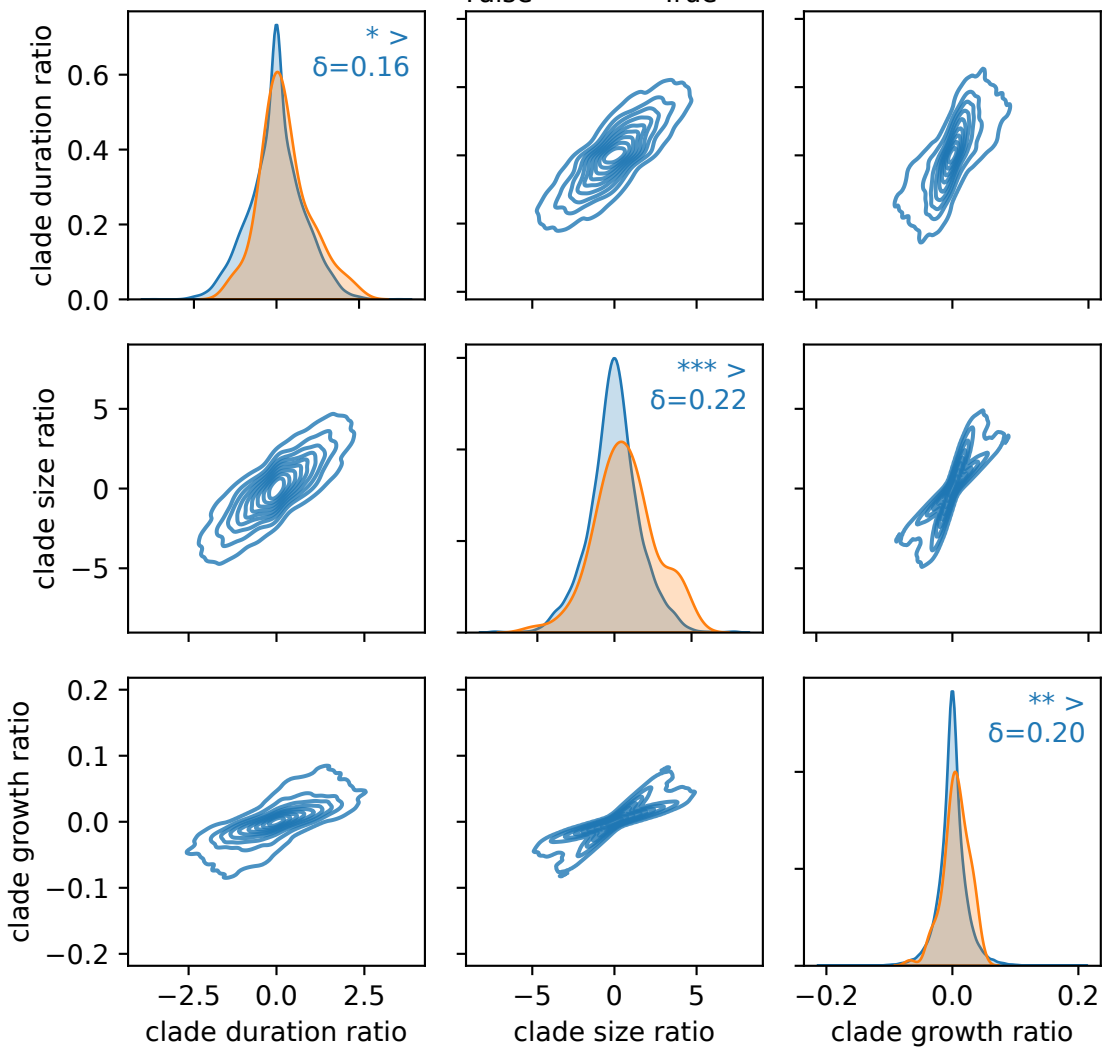 False True
clade duration ratio
0.6
0.4
0.2
0.0
* >
δ=0.16
clade size ratio
5
0
−5
*** >
δ=0.22
clade growth ratio
0.2
0.1
0.0
−0.1
−0.2
** >
δ=0.20
−2.5 0.0 2.5
−5 0 5
−0.2 0.0 0.2
clade duration ratio
clade size ratio
clade growth ratio